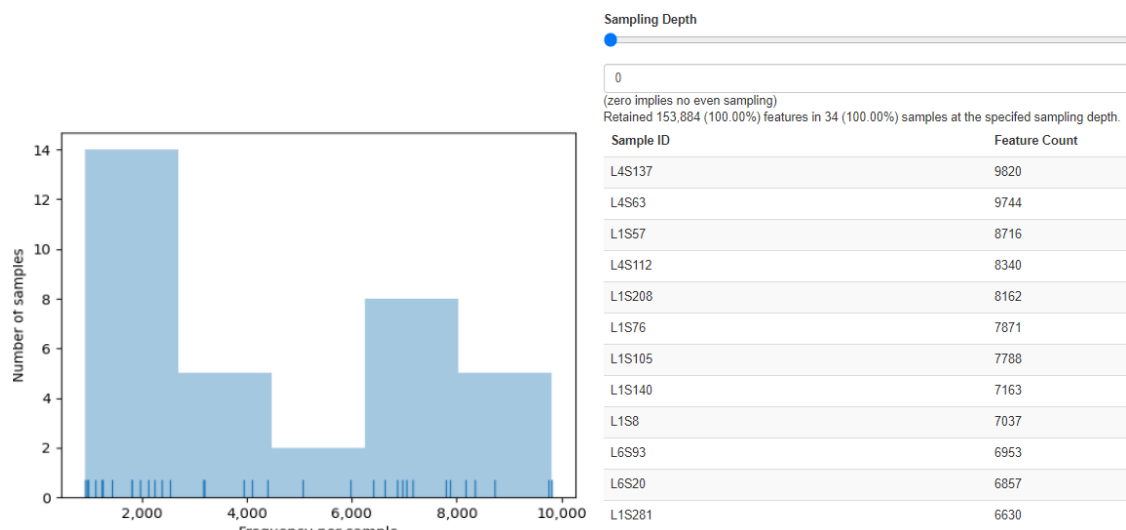 Sampling Depth
0
(zero implies no even sampling)
Retained 153,884 (100.00%) features in 34 (100.00%) samples at the specifed sampling depth.
Sample ID Feature Count
L4S137 9820
L4S63 9744
L1S57 8716
L4S112 8340
L1S208 8162
L1S76 7871
L1S105 7788
L1S140 7163
L1S8 7037
L6S93 6953
L6S20 6857
L1S281 6630
Number of samples
14
12
10
8
6
4
2
0
2,000 4,000 6,000 8,000 10,000
Frequency per sample